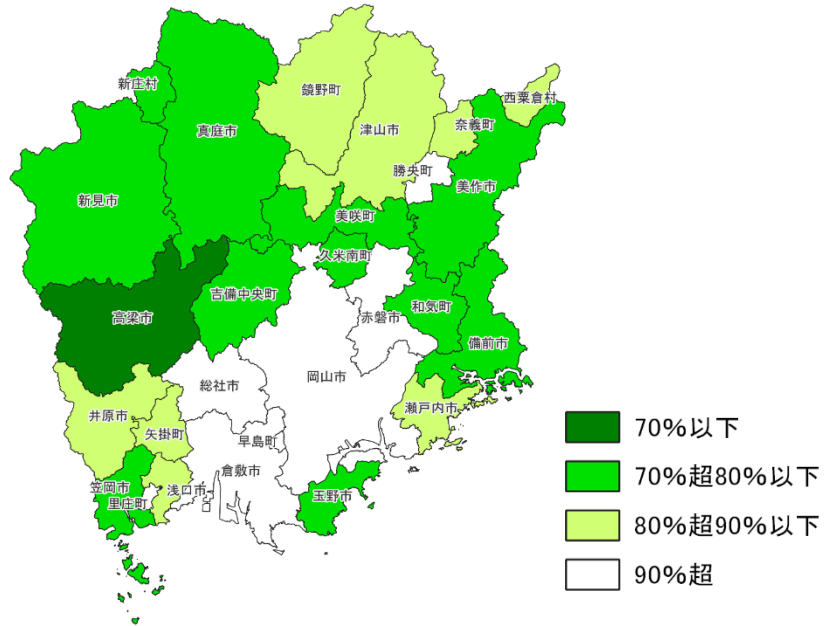 新庄村
鏡野町
西粟倉村
真庭市
津山市
奈義町
勝央町
美作市
新見市
美咲町
久米南町
吉備中央町
和気町
高梁市
赤磐市
備前市
総社市
岡山市
井原市
瀬戸内市
矢掛町
早島町
倉敷市
笠岡市
浅口市
里庄町
玉野市
70%以下
70%超80%以下
80%超90%以下
90%超